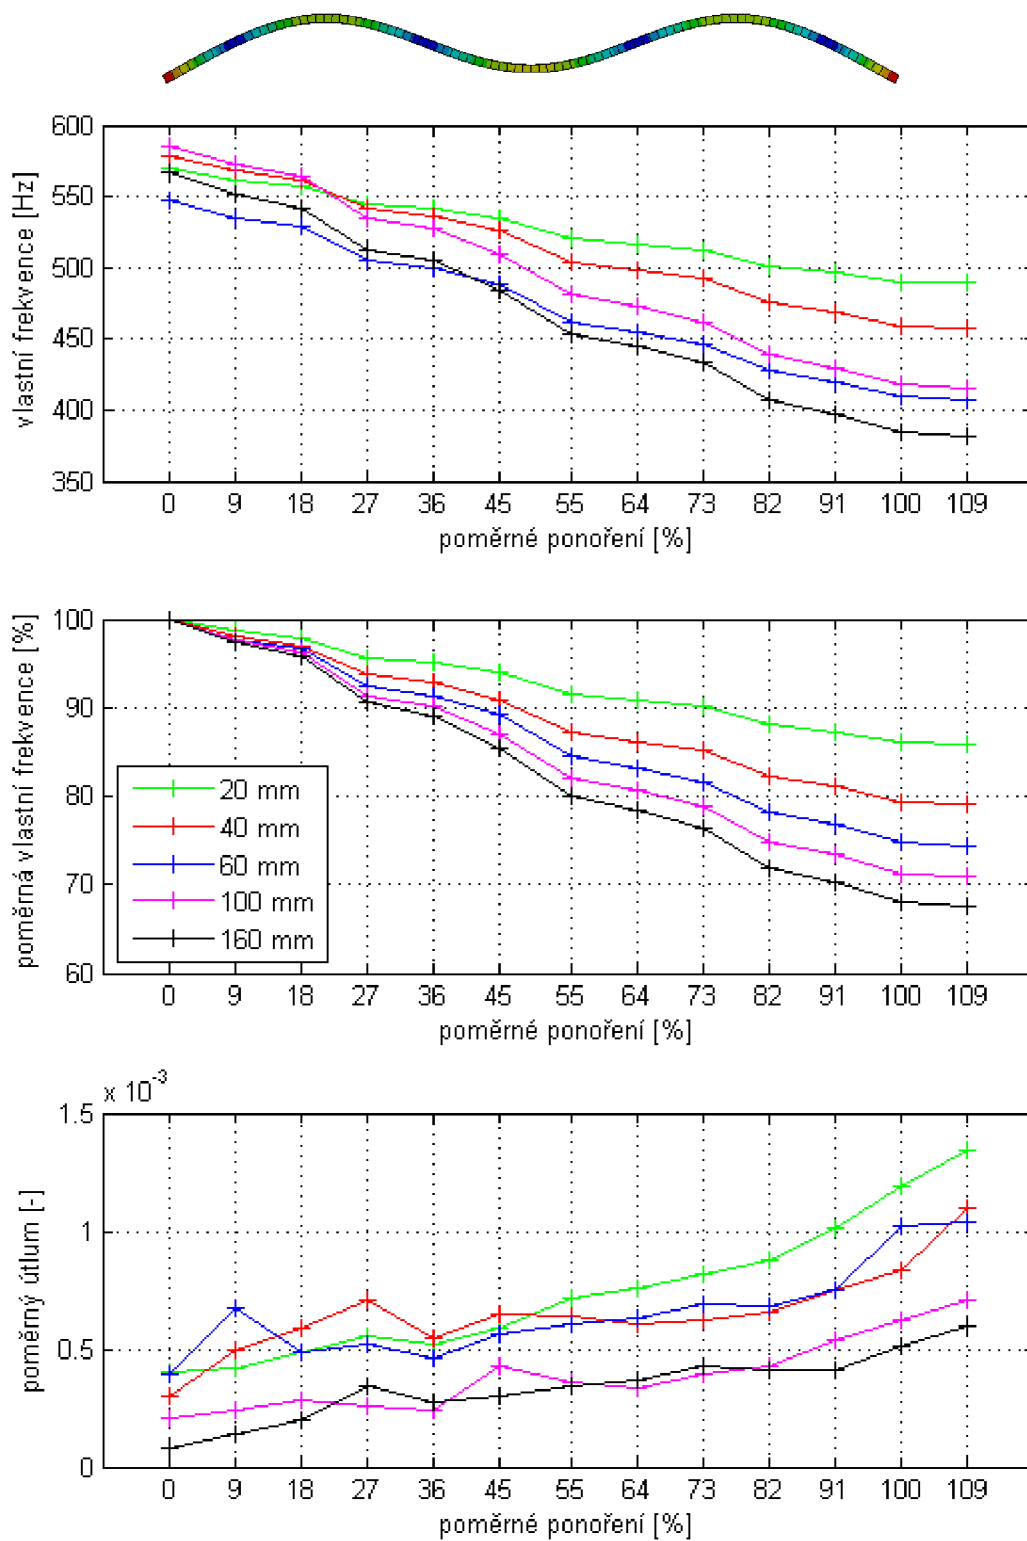 600
550
500
450
400
350
vlastní frekvence [Hz]
0 9 18 27 36 45 55 64 73 82 91 100 109
poměrné ponoření [%]
100
90
80
70
60
poměrná vlastní frekvence [%]
20 mm
40 mm
60 mm
100 mm
160 mm
0 9 18 27 36 45 55 64 73 82 91 100 109
poměrné ponoření [%]
x 10⁻³
1.5
1
0.5
0
poměrný útlum [-]
0 9 18 27 36 45 55 64 73 82 91 100 109
poměrné ponoření [%]